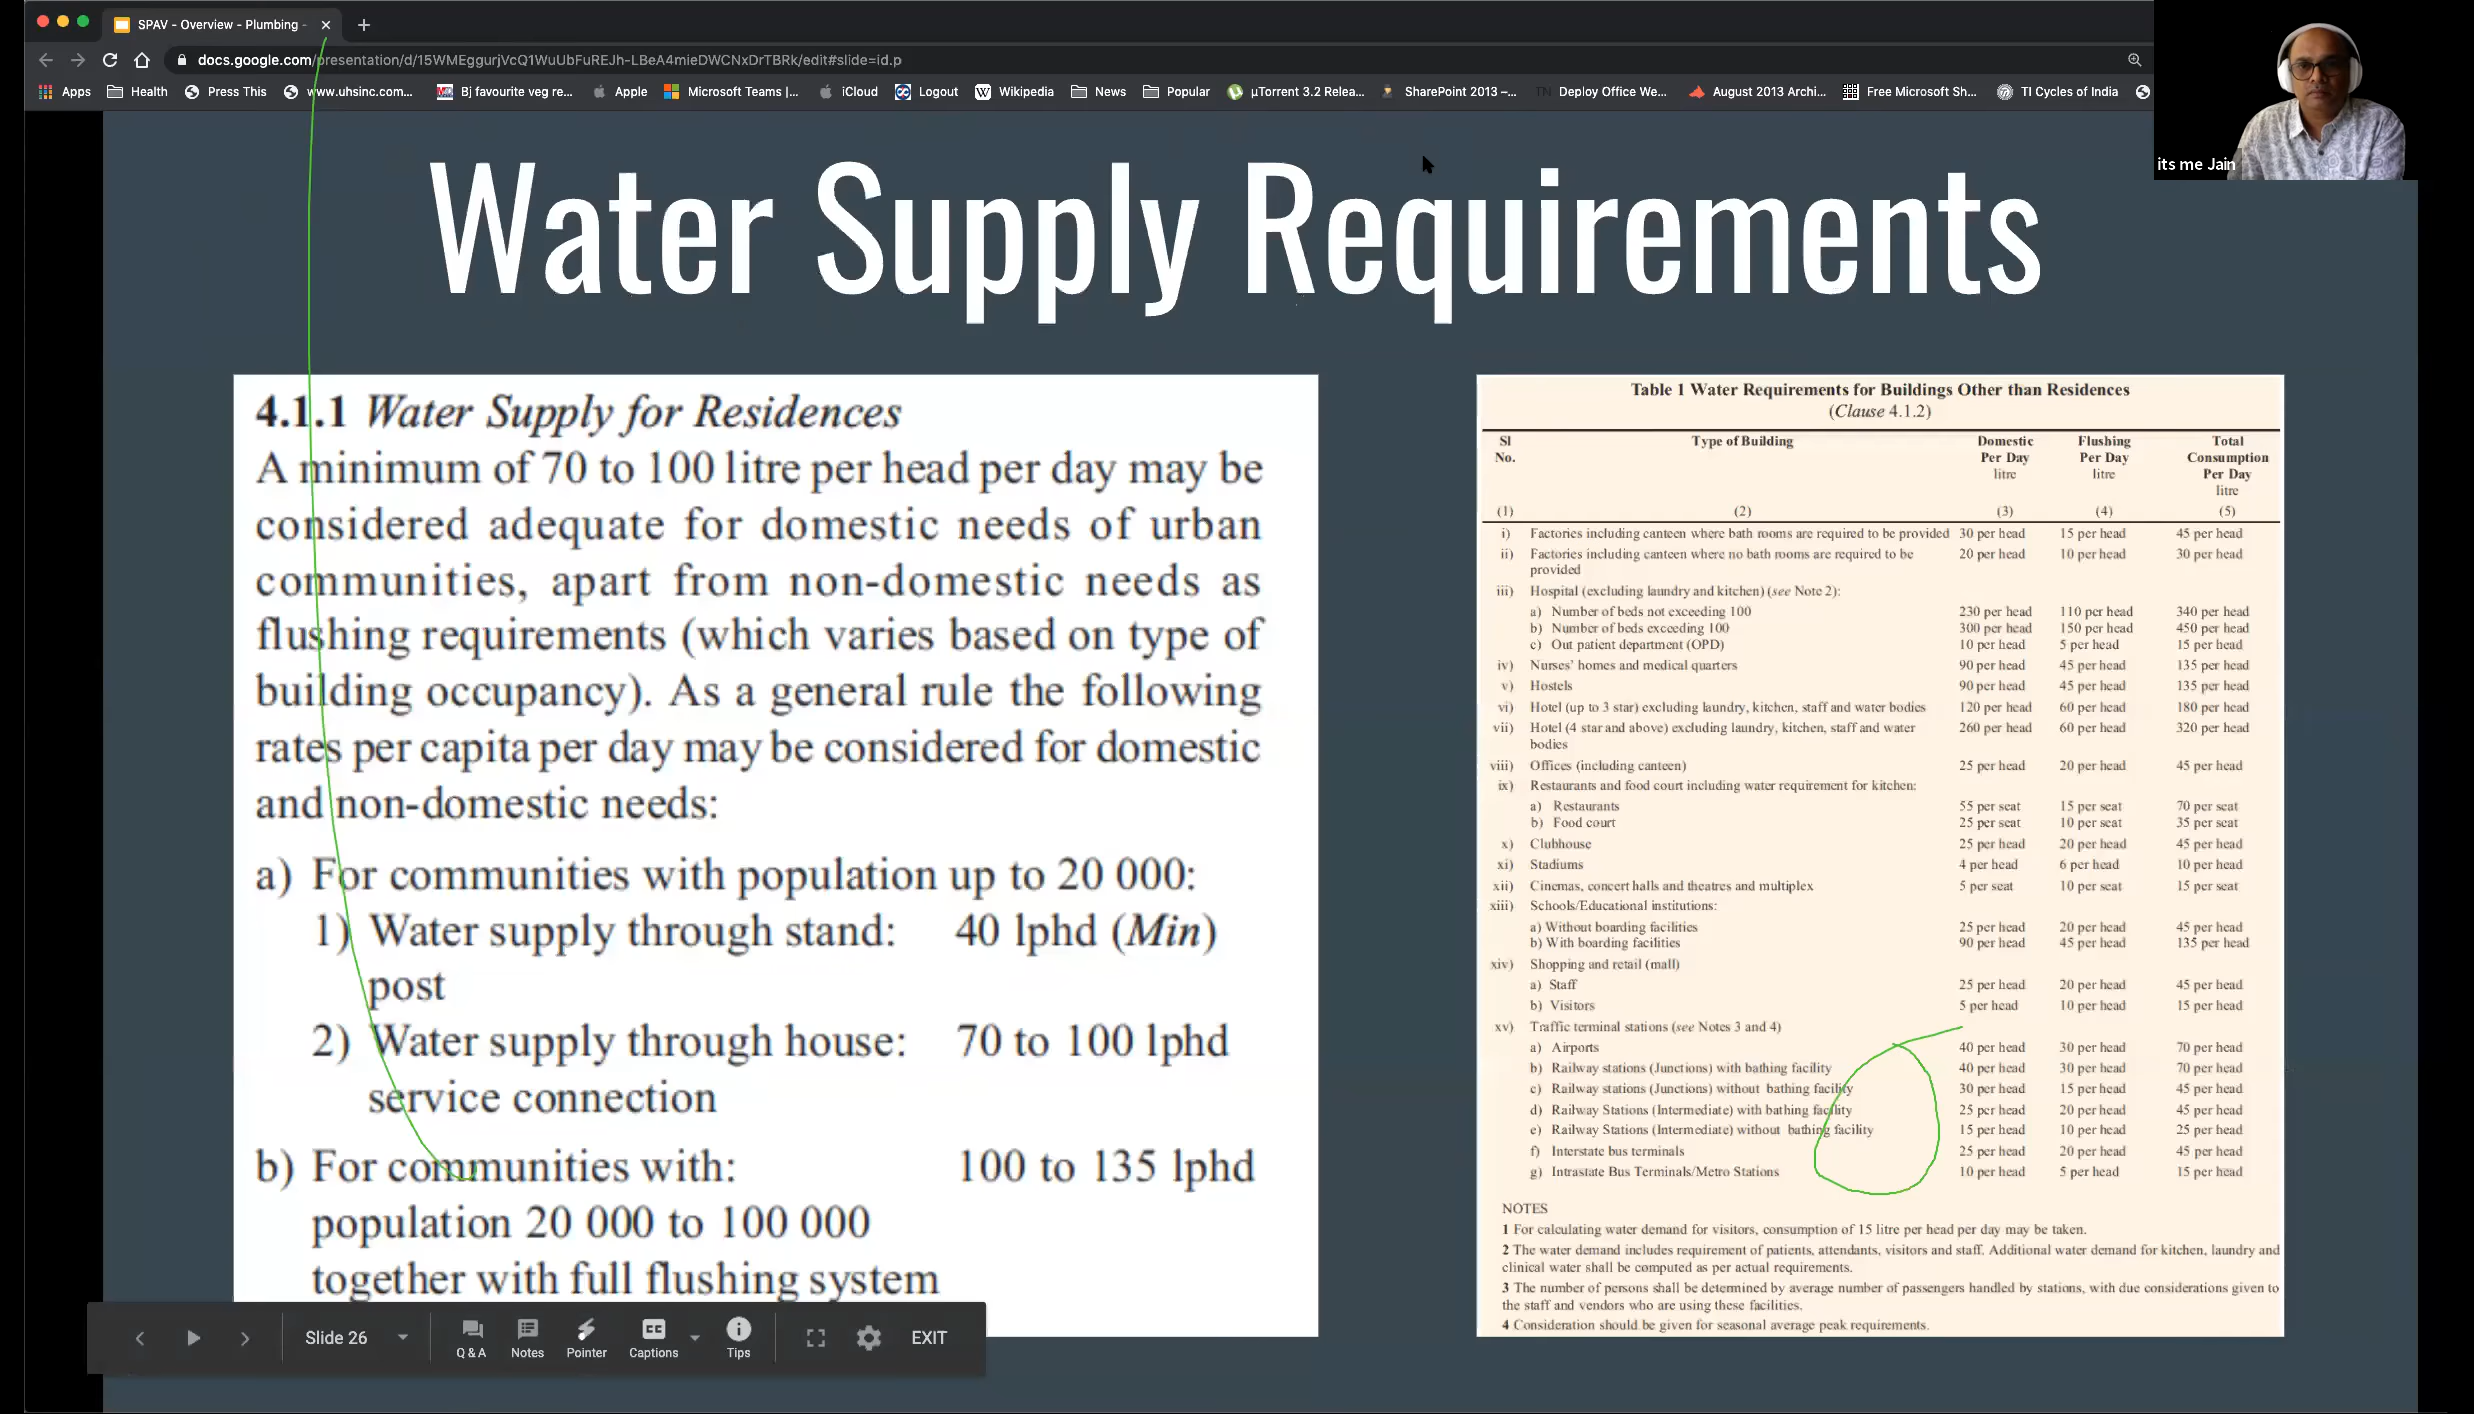 SPAV - Overview - Plumbing -
docs.google.com/presentation/d/15WMEggurjVcQ1WuUbFuREJh-LBeA4mieDWCNxDrTBRk/edit#slide=id.p
Apps Health Press This www.uhsinc.com... Bj favourite veg re... Apple Microsoft Teams |... iCloud Logout Wikipedia News Popular µTorrent 3.2 Relea... SharePoint 2013 –... TN Deploy Office We... August 2013 Archi... Free Microsoft Sh... TI Cycles of India
its me Jain
Water Supply Requirements
4.1.1 Water Supply for Residences
A minimum of 70 to 100 litre per head per day may be
considered adequate for domestic needs of urban
communities, apart from non-domestic needs as
flushing requirements (which varies based on type of
building occupancy). As a general rule the following
rates per capita per day may be considered for domestic
and non-domestic needs:
a) For communities with population up to 20 000:
1) Water supply through stand: 40 lphd (Min)
post
2) Water supply through house: 70 to 100 lphd
service connection
b) For communities with: 100 to 135 lphd
population 20 000 to 100 000
together with full flushing system
Table 1 Water Requirements for Buildings Other than Residences
(Clause 4.1.2)
Sl Type of Building Domestic Flushing Total
No. Per Day Per Day Consumption
litre litre Per Day
litre
(1) (2) (3) (4) (5)
i) Factories including canteen where bath rooms are required to be provided 30 per head 15 per head 45 per head
ii) Factories including canteen where no bath rooms are required to be 20 per head 10 per head 30 per head
provided
iii) Hospital (excluding laundry and kitchen) (see Note 2):
a) Number of beds not exceeding 100 230 per head 110 per head 340 per head
b) Number of beds exceeding 100 300 per head 150 per head 450 per head
c) Out patient department (OPD) 10 per head 5 per head 15 per head
iv) Nurses' homes and medical quarters 90 per head 45 per head 135 per head
v) Hostels 90 per head 45 per head 135 per head
vi) Hotel (up to 3 star) excluding laundry, kitchen, staff and water bodies 120 per head 60 per head 180 per head
vii) Hotel (4 star and above) excluding laundry, kitchen, staff and water 260 per head 60 per head 320 per head
bodies
viii) Offices (including canteen) 25 per head 20 per head 45 per head
ix) Restaurants and food court including water requirement for kitchen:
a) Restaurants 55 per seat 15 per seat 70 per seat
b) Food court 25 per seat 10 per seat 35 per seat
x) Clubhouse 25 per head 20 per head 45 per head
xi) Stadiums 4 per head 6 per head 10 per head
xii) Cinemas, concert halls and theatres and multiplex 5 per seat 10 per seat 15 per seat
xiii) Schools/Educational institutions:
a) Without boarding facilities 25 per head 20 per head 45 per head
b) With boarding facilities 90 per head 45 per head 135 per head
xiv) Shopping and retail (mall)
a) Staff 25 per head 20 per head 45 per head
b) Visitors 5 per head 10 per head 15 per head
xv) Traffic terminal stations (see Notes 3 and 4)
a) Airports 40 per head 30 per head 70 per head
b) Railway stations (Junctions) with bathing facility 40 per head 30 per head 70 per head
c) Railway stations (Junctions) without bathing facility 30 per head 15 per head 45 per head
d) Railway Stations (Intermediate) with bathing facility 25 per head 20 per head 45 per head
e) Railway Stations (Intermediate) without bathing facility 15 per head 10 per head 25 per head
f) Interstate bus terminals 25 per head 20 per head 45 per head
g) Intrastate Bus Terminals/Metro Stations 10 per head 5 per head 15 per head
NOTES
1 For calculating water demand for visitors, consumption of 15 litre per head per day may be taken.
2 The water demand includes requirement of patients, attendants, visitors and staff. Additional water demand for kitchen, laundry and
clinical water shall be computed as per actual requirements.
3 The number of persons shall be determined by average number of passengers handled by stations, with due considerations given to
the staff and vendors who are using these facilities.
4 Consideration should be given for seasonal average peak requirements.
Slide 26 Q & A Notes Pointer Captions Tips EXIT